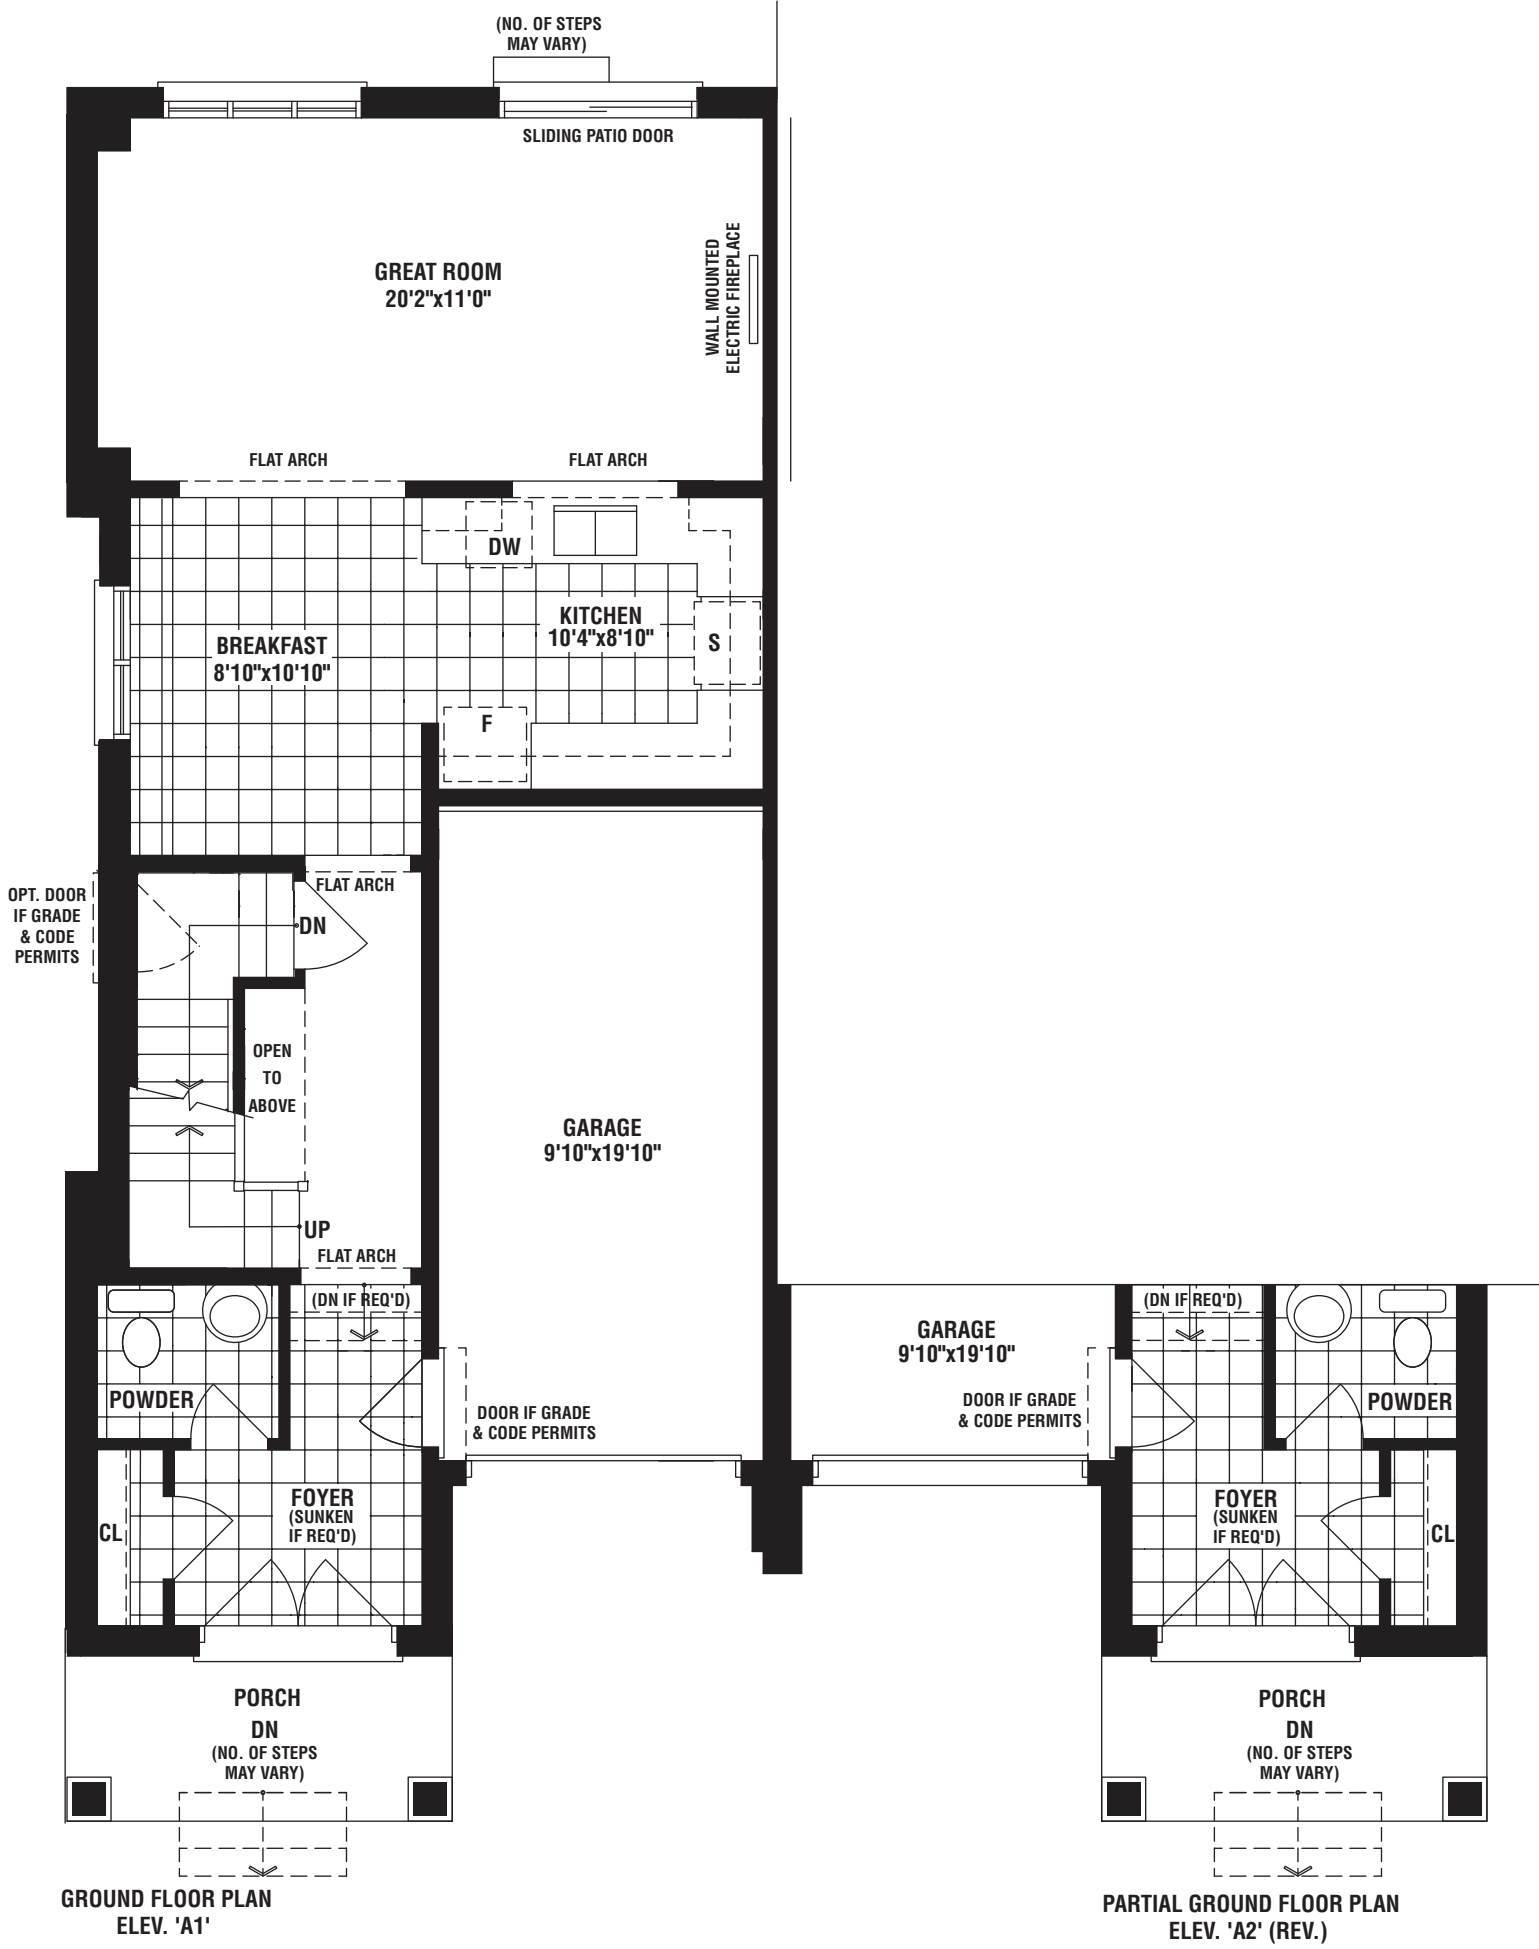 (NO. OF STEPS
MAY VARY)
SLIDING PATIO DOOR
GREAT ROOM
20'2"x11'0"
WALL MOUNTED
ELECTRIC FIREPLACE
FLAT ARCH
FLAT ARCH
DW
KITCHEN
10'4"x8'10"
S
BREAKFAST
8'10"x10'10"
F
OPT. DOOR
IF GRADE
& CODE
PERMITS
FLAT ARCH
DN
OPEN
TO
ABOVE
GARAGE
9'10"x19'10"
UP
FLAT ARCH
(DN IF REQ'D)
POWDER
DOOR IF GRADE
& CODE PERMITS
FOYER
(SUNKEN
IF REQ'D)
CL
PORCH
DN
(NO. OF STEPS
MAY VARY)
GROUND FLOOR PLAN
ELEV. 'A1'
(DN IF REQ'D)
GARAGE
9'10"x19'10"
DOOR IF GRADE
& CODE PERMITS
POWDER
FOYER
(SUNKEN
IF REQ'D)
CL
PORCH
DN
(NO. OF STEPS
MAY VARY)
PARTIAL GROUND FLOOR PLAN
ELEV. 'A2' (REV.)